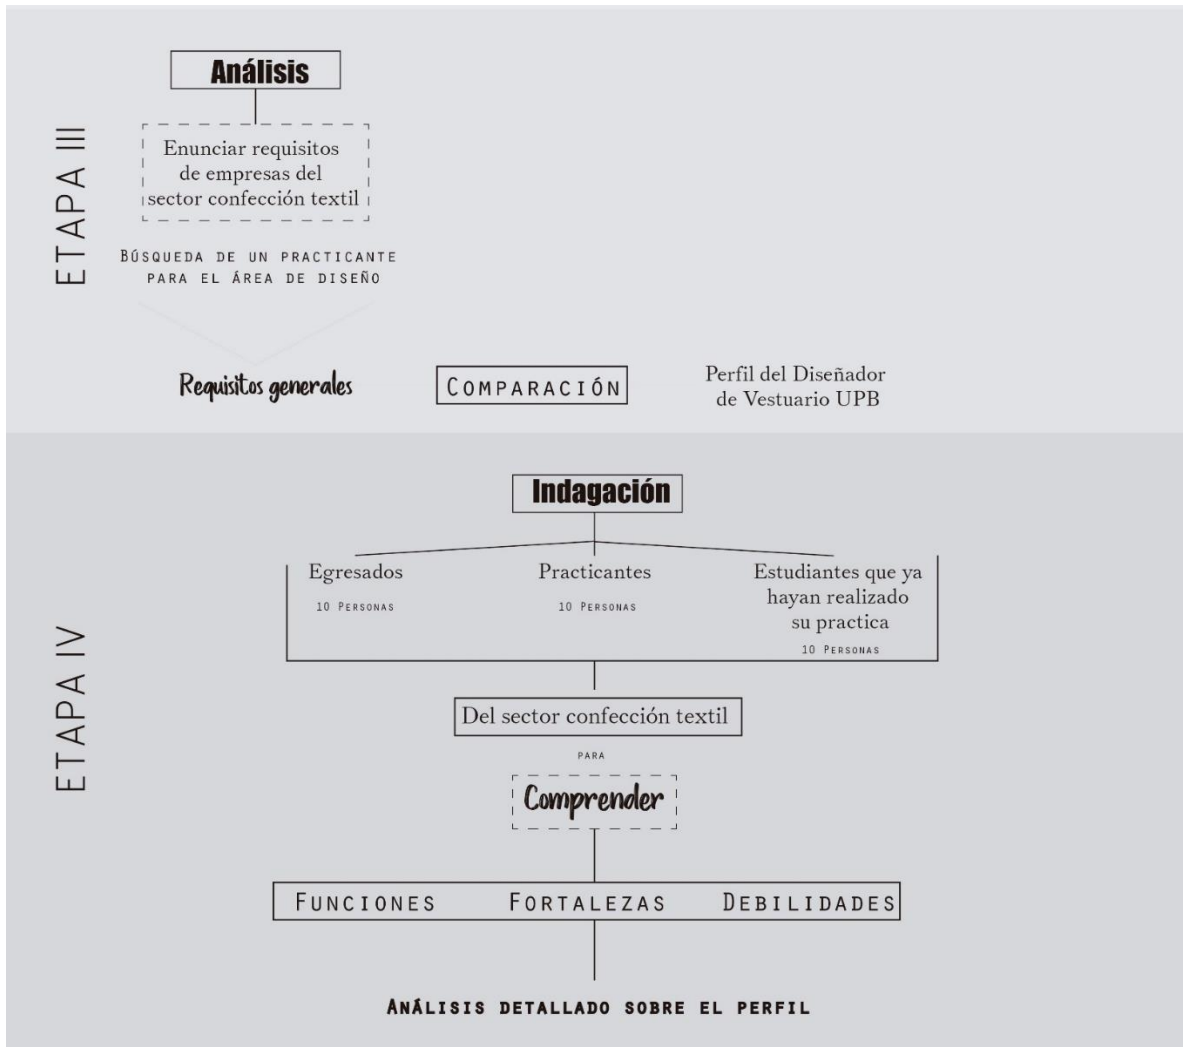 ETAPA III
Análisis
Enunciar requisitos
de empresas del
sector confección textil
Búsqueda de un practicante
para el área de diseño
Requisitos generales
Comparación
Perfil del Diseñador
de Vestuario UPB
ETAPA IV
Indagación
Egresados
10 Personas
Practicantes
10 Personas
Estudiantes que ya
hayan realizado
su practica
10 Personas
Del sector confección textil
para
Comprender
Funciones
Fortalezas
Debilidades
Análisis detallado sobre el perfil